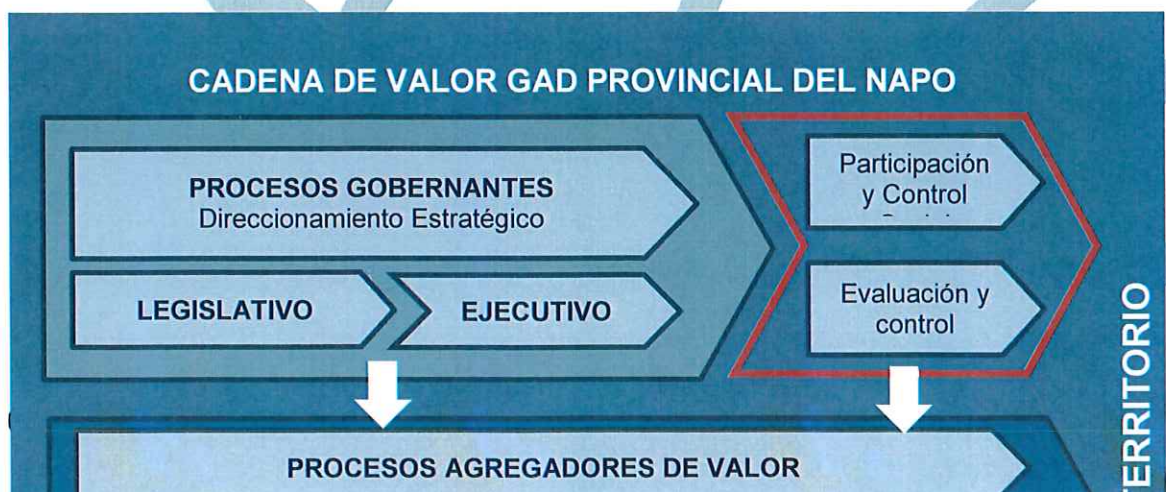 CADENA DE VALOR GAD PROVINCIAL DEL NAPO
PROCESOS GOBERNANTES
Direccionamiento Estratégico
LEGISLATIVO
EJECUTIVO
Participación
y Control
Evaluación y
control
TERRITORIO
PROCESOS AGREGADORES DE VALOR